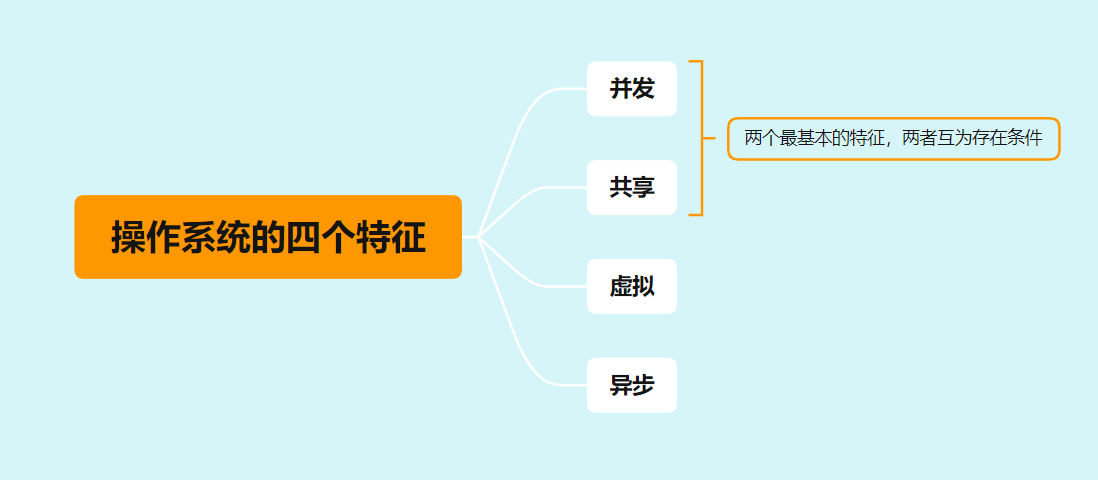 操作系统的四个特征
并发
共享
虚拟
异步
两个最基本的特征，两者互为存在条件